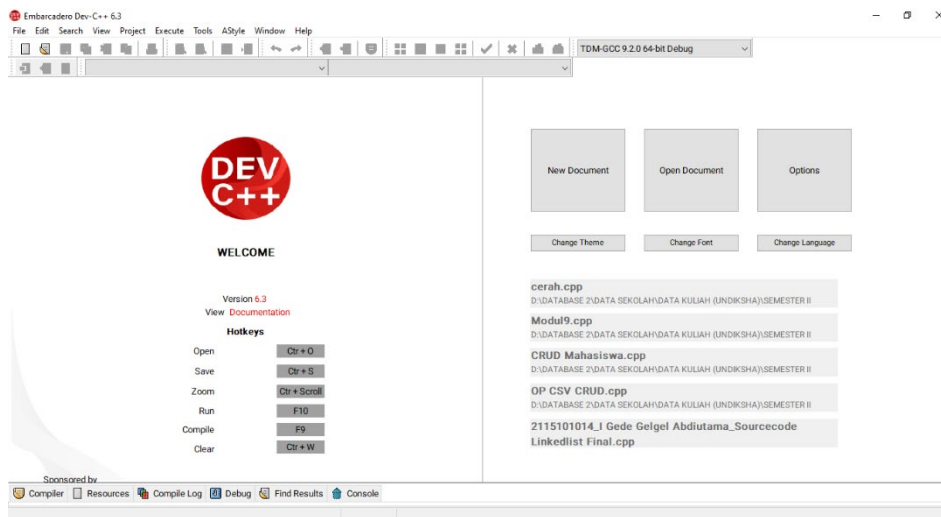 Embarcadero Dev-C++ 6.3
File Edit Search View Project Execute Tools AStyle Window Help
TDM-GCC 9.2.0 64-bit Debug
DEV
C++
WELCOME
Version 6.3
View Documentation
Hotkeys
Open Ctr + O
Save Ctr + S
Zoom Ctr + Scroll
Run F10
Compile F9
Clear Ctr + W
Sponsored by
New Document Open Document Options
Change Theme Change Font Change Language
cerah.cpp
D:\DATABASE 2\DATA SEKOLAH\DATA KULIAH (UNDIKSHA)\SEMESTER II
Modul9.cpp
D:\DATABASE 2\DATA SEKOLAH\DATA KULIAH (UNDIKSHA)\SEMESTER II
CRUD Mahasiswa.cpp
D:\DATABASE 2\DATA SEKOLAH\DATA KULIAH (UNDIKSHA)\SEMESTER II
OP CSV CRUD.cpp
D:\DATABASE 2\DATA SEKOLAH\DATA KULIAH (UNDIKSHA)\SEMESTER II
2115101014_I Gede Gelgel Abdiutama_Sourcecode
Linkedlist Final.cpp
Compiler Resources Compile Log Debug Find Results Console